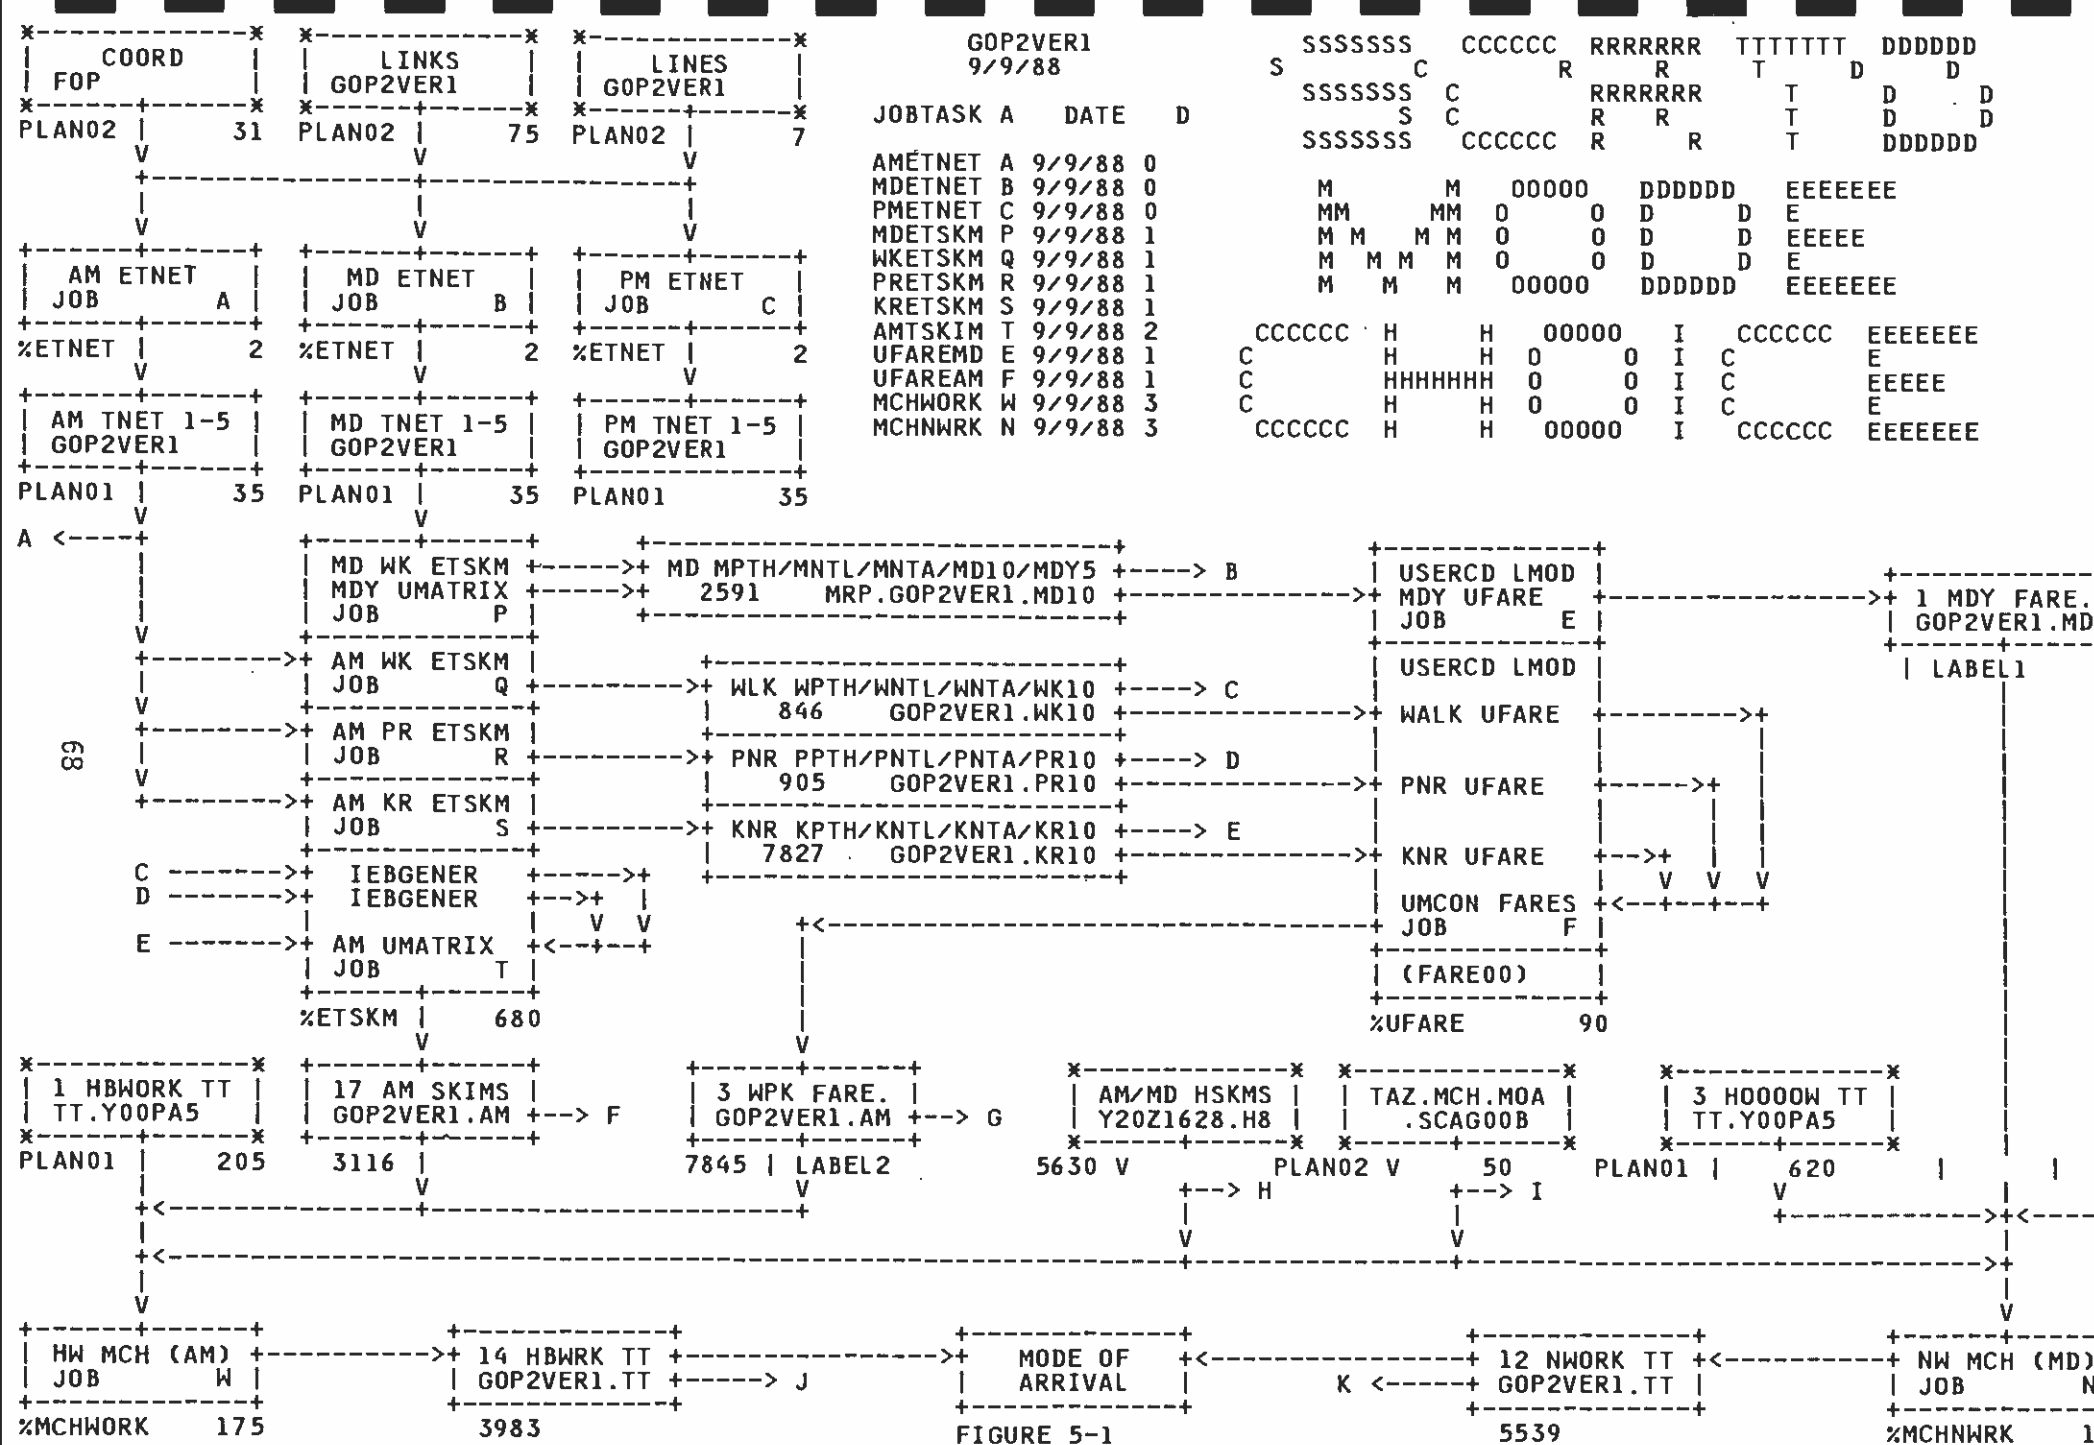 GOP2VER1
9/9/88
SCRTD
MODE
CHOICE
COORD
FOP
PLAN02 31
LINKS
GOP2VER1
PLAN02 75
LINES
GOP2VER1
PLAN02 7
JOBTASK A DATE D
AMETNET A 9/9/88 0
MDETNET B 9/9/88 0
PMETNET C 9/9/88 0
MDETSKM P 9/9/88 1
WKETSKM Q 9/9/88 1
PRETSKM R 9/9/88 1
KRETSKM S 9/9/88 1
AMTSKIM T 9/9/88 2
UFAREMD E 9/9/88 1
UFAREAM F 9/9/88 1
MCHWORK W 9/9/88 3
MCHNWRK N 9/9/88 3
AM ETNET
JOB A
%ETNET 2
MD ETNET
JOB B
%ETNET 2
PM ETNET
JOB C
%ETNET 2
AM TNET 1-5
GOP2VER1
PLAN01 35
MD TNET 1-5
GOP2VER1
PLAN01 35
PM TNET 1-5
GOP2VER1
PLAN01 35
A
MD WK ETSKM
MDY UMATRIX
JOB P
MD MPTH/MNTL/MNTA/MD10/MDY5
2591 MRP.GOP2VER1.MD10
B
USERCD LMOD
MDY UFARE
JOB E
1 MDY FARE.
GOP2VER1.MD
LABEL1
AM WK ETSKM
JOB Q
WLK WPTH/WNTL/WNTA/WK10
846 GOP2VER1.WK10
C
USERCD LMOD
WALK UFARE
AM PR ETSKM
JOB R
PNR PPTH/PNTL/PNTA/PR10
905 GOP2VER1.PR10
D
PNR UFARE
AM KR ETSKM
JOB S
KNR KPTH/KNTL/KNTA/KR10
7827 GOP2VER1.KR10
E
KNR UFARE
C
IEBGENER
D
IEBGENER
UMCON FARES
JOB F
E
AM UMATRIX
JOB T
%ETSKM 680
(FARE00)
%UFARE 90
68
1 HBWORK TT
TT.Y00PA5
PLAN01 205
17 AM SKIMS
GOP2VER1.AM
F
3116
3 WPK FARE.
GOP2VER1.AM
G
7845 LABEL2
AM/MD HSKMS
Y20Z1628.H8
5630
H
TAZ.MCH.MOA
.SCAG00B
PLAN02 50
I
3 HOOOOW TT
TT.Y00PA5
PLAN01 620
HW MCH (AM)
JOB W
%MCHWORK 175
14 HBWRK TT
GOP2VER1.TT
J
3983
MODE OF
ARRIVAL
K
12 NWORK TT
GOP2VER1.TT
5539
NW MCH (MD)
JOB N
%MCHNWRK 1
FIGURE 5-1